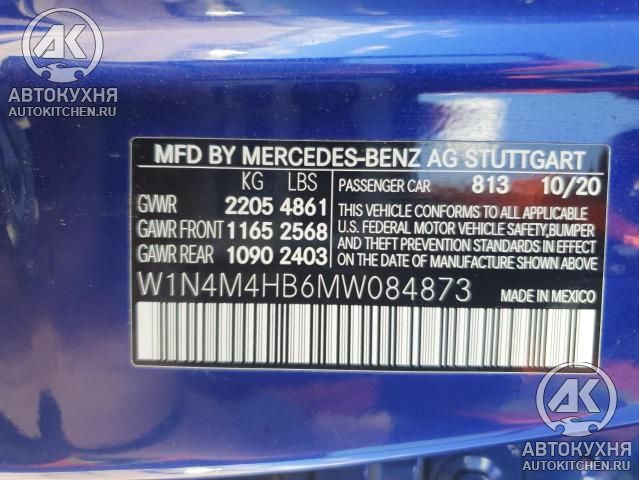 AK
АВТОКУХНЯ
AUTOKITCHEN.RU
MFD BY MERCEDES-BENZ AG STUTTGART
KG LBS
GVWR 2205 4861
GAWR FRONT 1165 2568
GAWR REAR 1090 2403
PASSENGER CAR 813 10/20
THIS VEHICLE CONFORMS TO ALL APPLICABLE
U.S. FEDERAL MOTOR VEHICLE SAFETY,BUMPER
AND THEFT PREVENTION STANDARDS IN EFFECT
ON THE DATE OF MANUFACTURE SHOWN ABOVE.
W1N4M4HB6MW084873 MADE IN MEXICO
AK
АВТОКУХНЯ
AUTOKITCHEN.RU